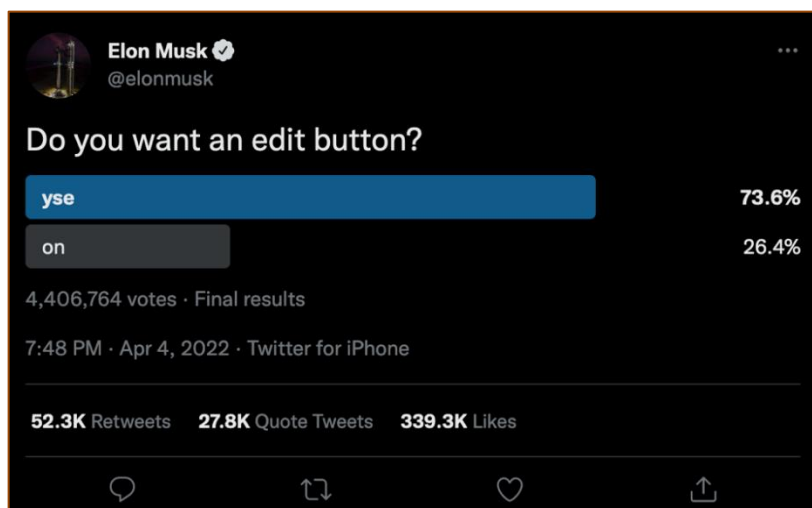 Elon Musk
@elonmusk
Do you want an edit button?
yse 73.6%
on 26.4%
4,406,764 votes · Final results
7:48 PM · Apr 4, 2022 · Twitter for iPhone
52.3K Retweets 27.8K Quote Tweets 339.3K Likes